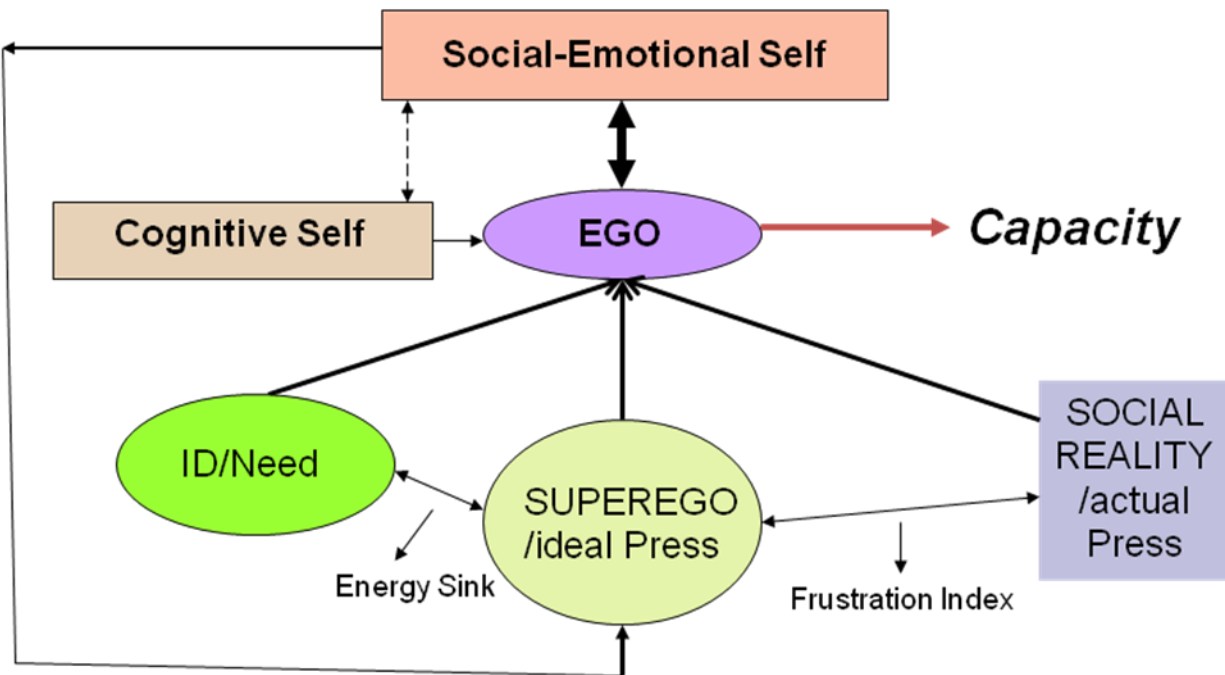 Social-Emotional Self
Cognitive Self
EGO
Capacity
ID/Need
SUPEREGO
/ideal Press
SOCIAL
REALITY
/actual
Press
Energy Sink
Frustration Index